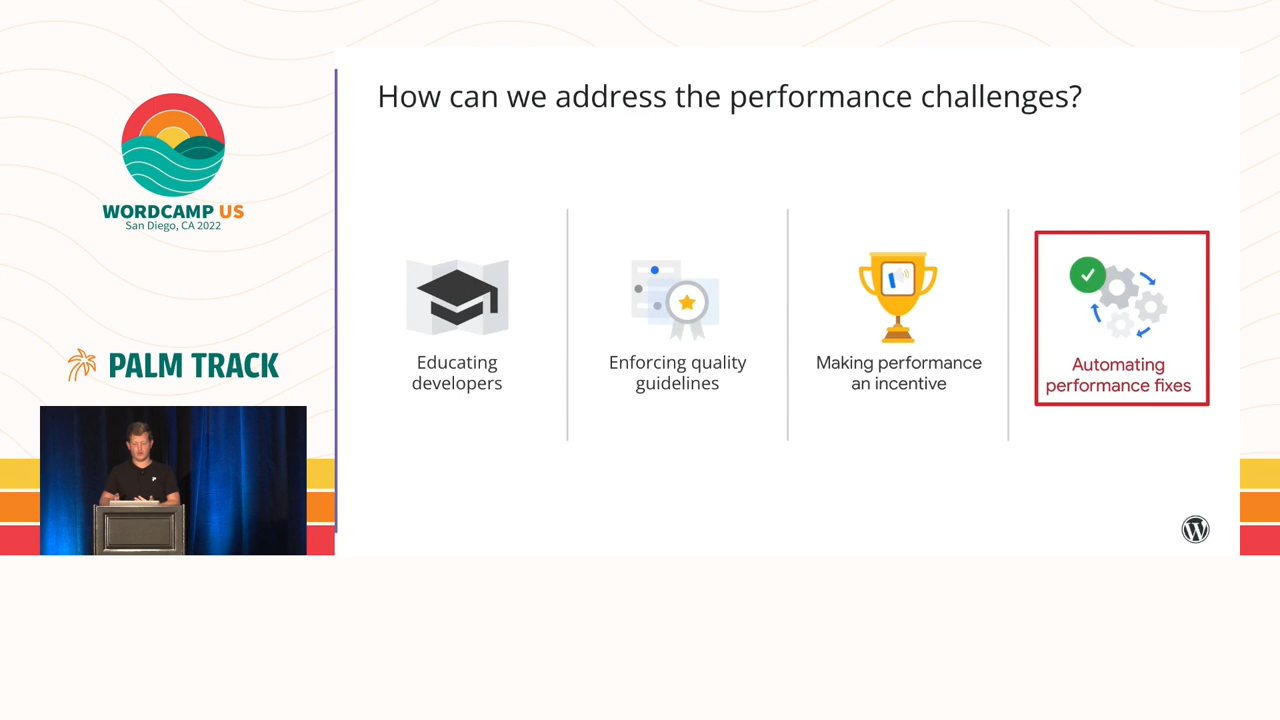 How can we address the performance challenges?
WORDCAMP US
San Diego, CA 2022
PALM TRACK
Educating
developers
Enforcing quality
guidelines
Making performance
an incentive
Automating
performance fixes